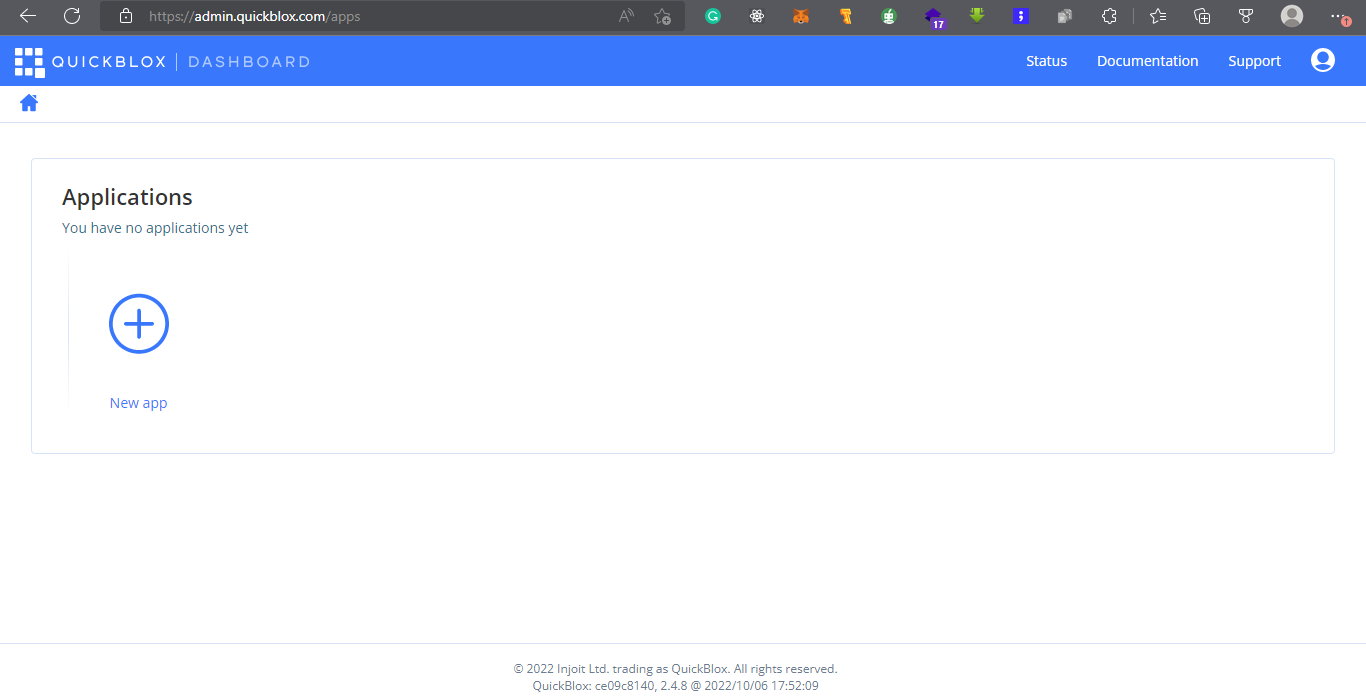 https://admin.quickblox.com/apps
17
QUICKBLOX | DASHBOARD
Status
Documentation
Support
Applications
You have no applications yet
New app
© 2022 Injoit Ltd. trading as QuickBlox. All rights reserved.
QuickBlox: ce09c8140, 2.4.8 @ 2022/10/06 17:52:09